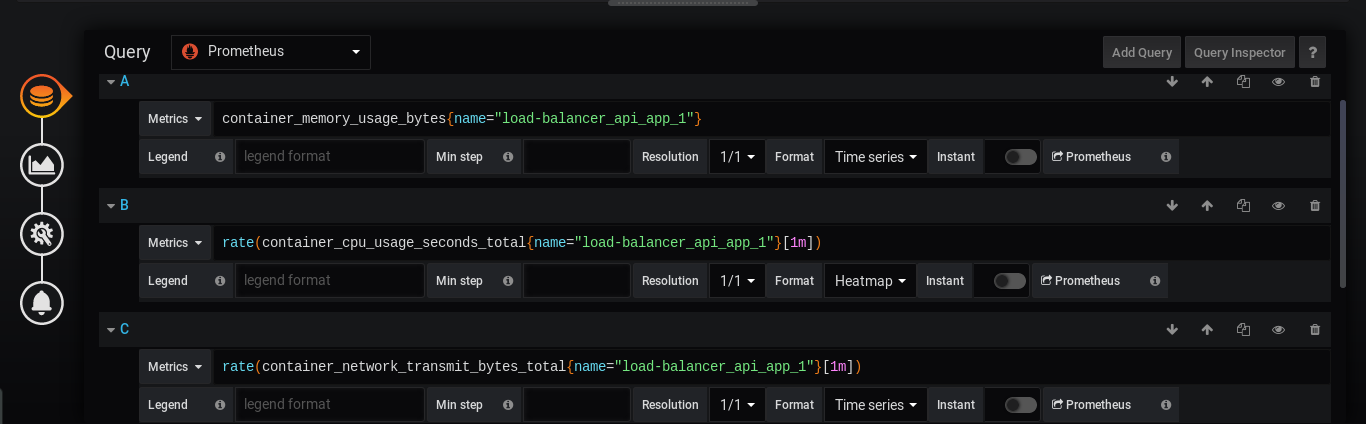 Query Prometheus Add Query Query Inspector ?
A
Metrics container_memory_usage_bytes{name="load-balancer_api_app_1"}
Legend legend format Min step Resolution 1/1 Format Time series Instant Prometheus
B
Metrics rate(container_cpu_usage_seconds_total{name="load-balancer_api_app_1"}[1m])
Legend legend format Min step Resolution 1/1 Format Heatmap Instant Prometheus
C
Metrics rate(container_network_transmit_bytes_total{name="load-balancer_api_app_1"}[1m])
Legend legend format Min step Resolution 1/1 Format Time series Instant Prometheus